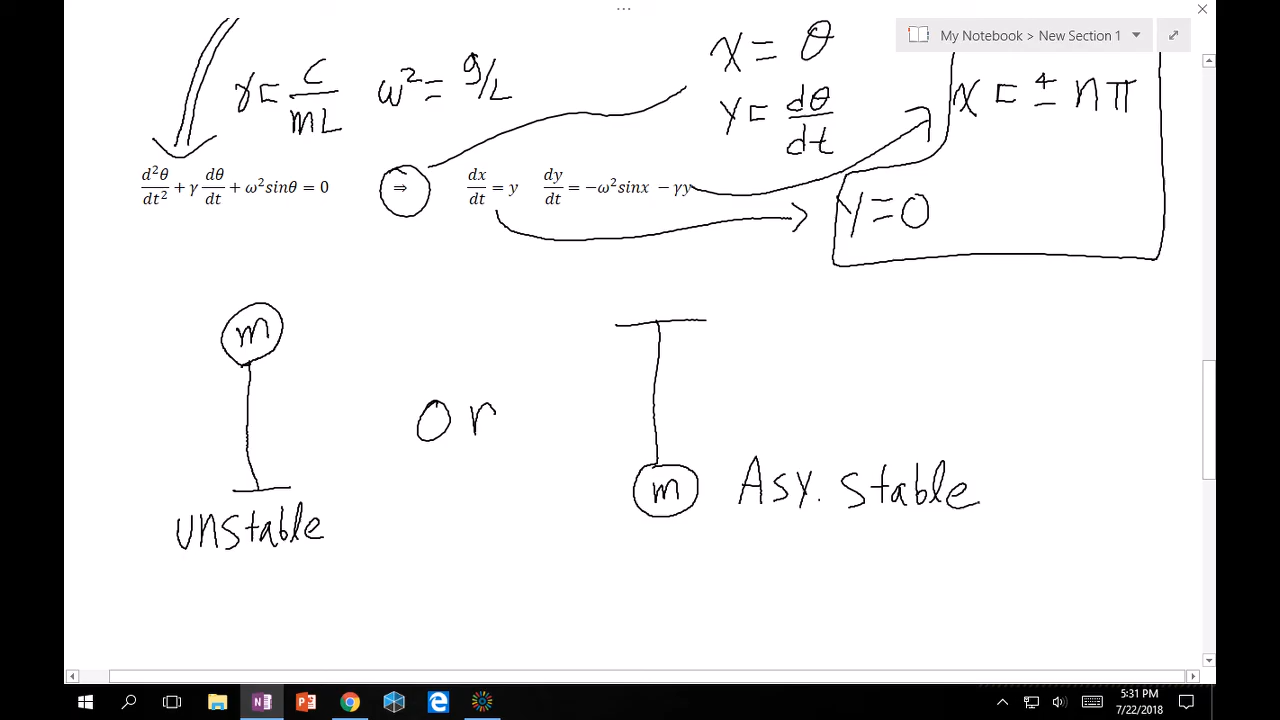 My Notebook > New Section 1
γ = c/mL ω² = g/L
x = θ
y = dθ/dt
x = ± nπ
d²θ/dt² + γ dθ/dt + ω²sinθ = 0 ⇒ dx/dt = y dy/dt = −ω²sinx − γy
y = 0
m
or
m
unstable
Asy. stable
5:31 PM
7/22/2018